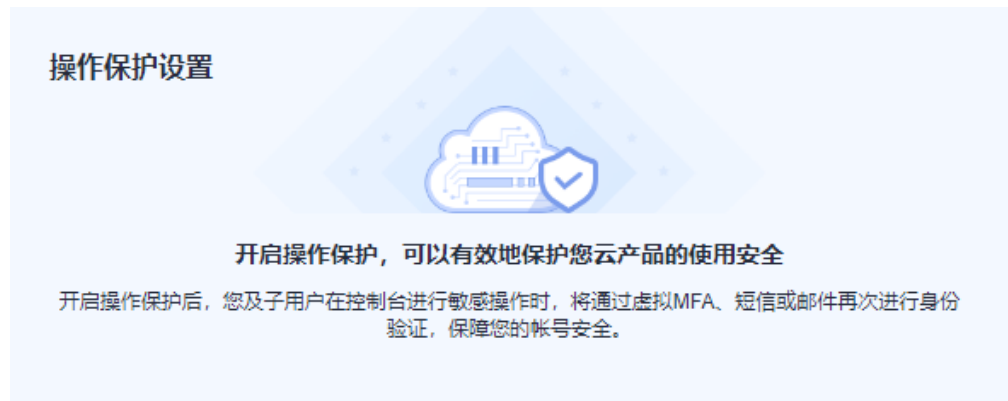 操作保护设置
开启操作保护，可以有效地保护您云产品的使用安全
开启操作保护后，您及子用户在控制台进行敏感操作时，将通过虚拟MFA、短信或邮件再次进行身份
验证，保障您的帐号安全。